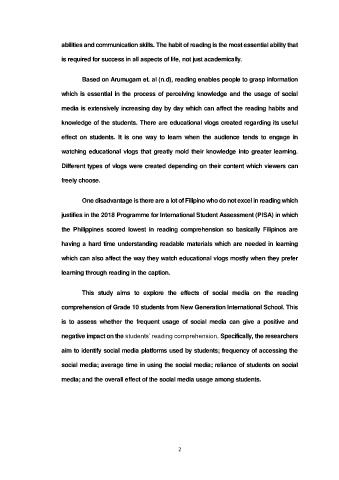 abilities and communication skills. The habit of reading is the most essential ability that
is required for success in all aspects of life, not just academically.
Based on Arumugam et. al (n.d), reading enables people to grasp information
which is essential in the process of perceiving knowledge and the usage of social
media is extensively increasing day by day which can affect the reading habits and
knowledge of the students. There are educational vlogs created regarding its useful
effect on students. It is one way to learn when the audience tends to engage in
watching educational vlogs that greatly mold their knowledge into greater learning.
Different types of vlogs were created depending on their content which viewers can
freely choose.
One disadvantage is there are a lot of Filipino who do not excel in reading which
justifies in the 2018 Programme for International Student Assessment (PISA) in which
the Philippines scored lowest in reading comprehension so basically Filipinos are
having a hard time understanding readable materials which are needed in learning
which can also affect the way they watch educational vlogs mostly when they prefer
learning through reading in the caption.
This study aims to explore the effects of social media on the reading
comprehension of Grade 10 students from New Generation International School. This
is to assess whether the frequent usage of social media can give a positive and
negative impact on the students' reading comprehension. Specifically, the researchers
aim to identify social media platforms used by students; frequency of accessing the
social media; average time in using the social media; reliance of students on social
media; and the overall effect of the social media usage among students.
2